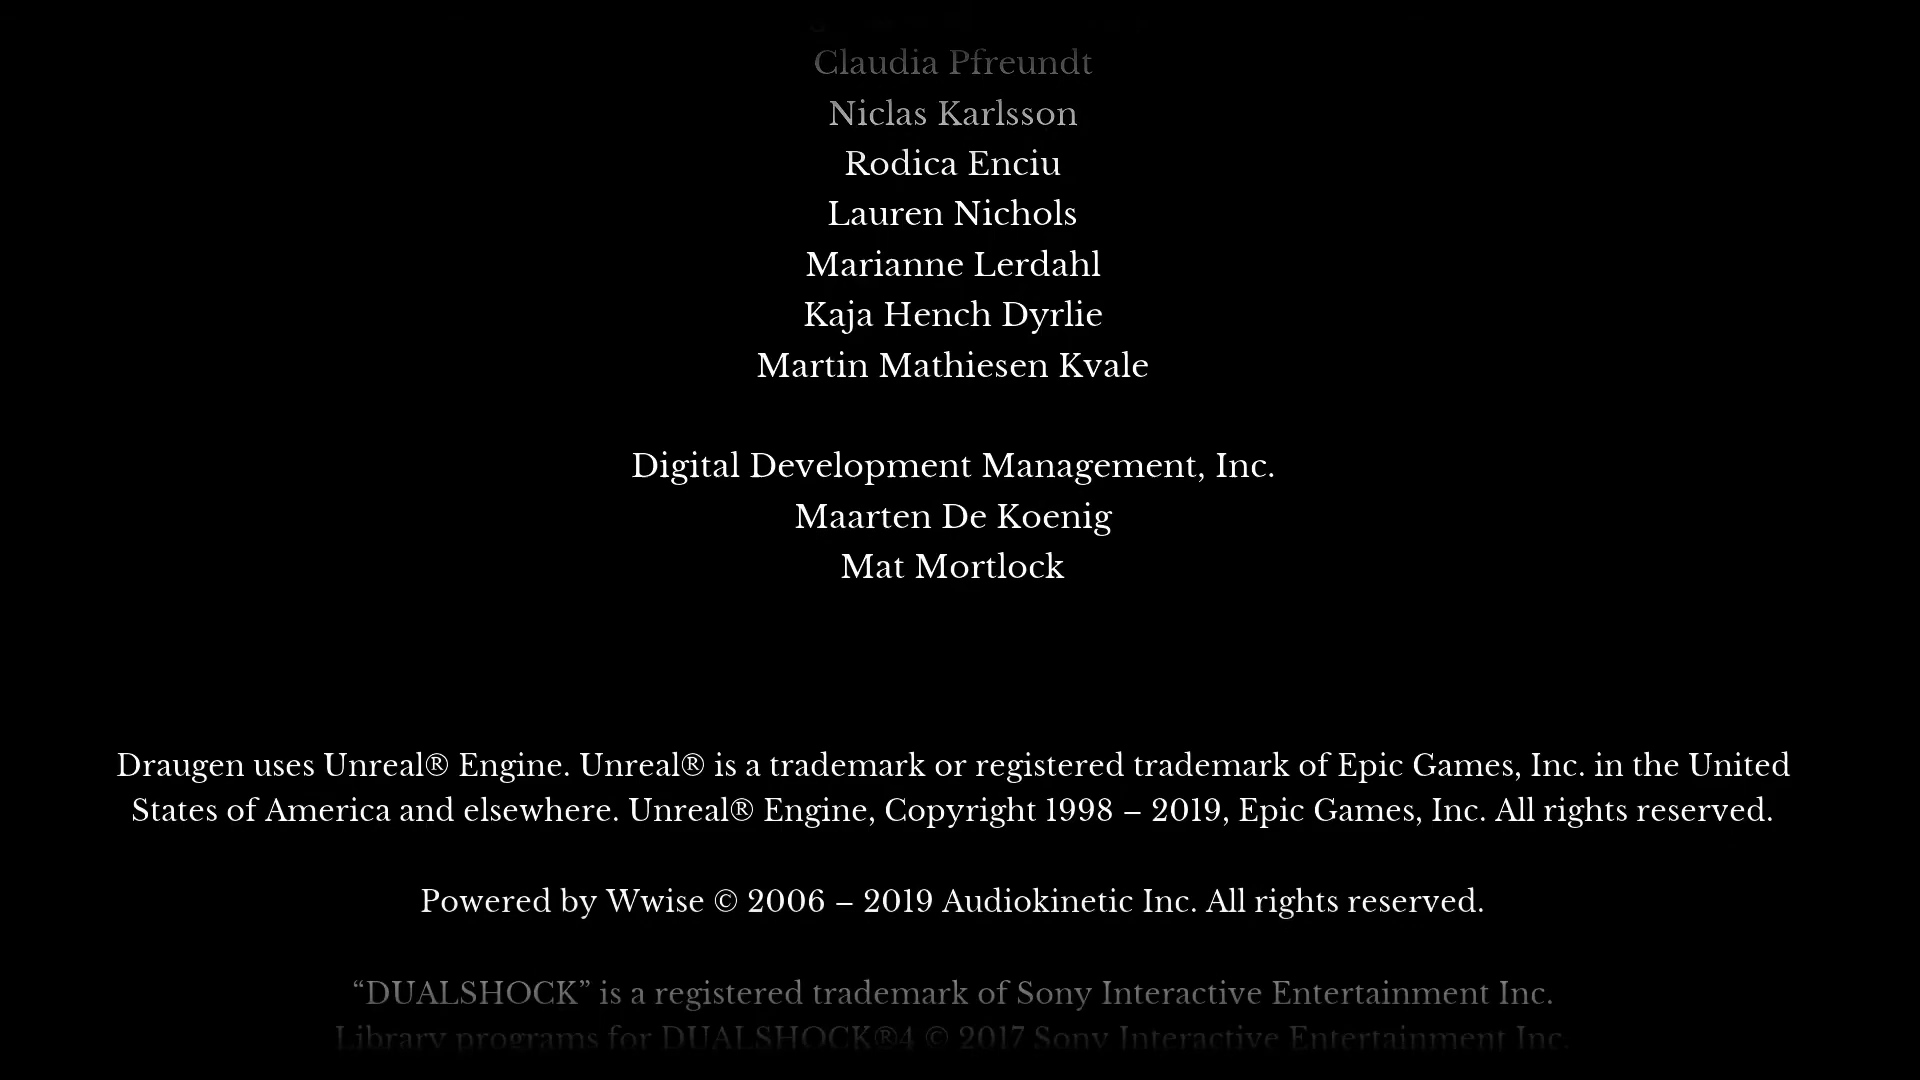 Claudia Pfreundt
Niclas Karlsson
Rodica Enciu
Lauren Nichols
Marianne Lerdahl
Kaja Hench Dyrlie
Martin Mathiesen Kvale
Digital Development Management, Inc.
Maarten De Koenig
Mat Mortlock
Draugen uses Unreal® Engine. Unreal® is a trademark or registered trademark of Epic Games, Inc. in the United
States of America and elsewhere. Unreal® Engine, Copyright 1998 – 2019, Epic Games, Inc. All rights reserved.
Powered by Wwise © 2006 – 2019 Audiokinetic Inc. All rights reserved.
“DUALSHOCK” is a registered trademark of Sony Interactive Entertainment Inc.
Library programs for DUALSHOCK®4 © 2017 Sony Interactive Entertainment Inc.